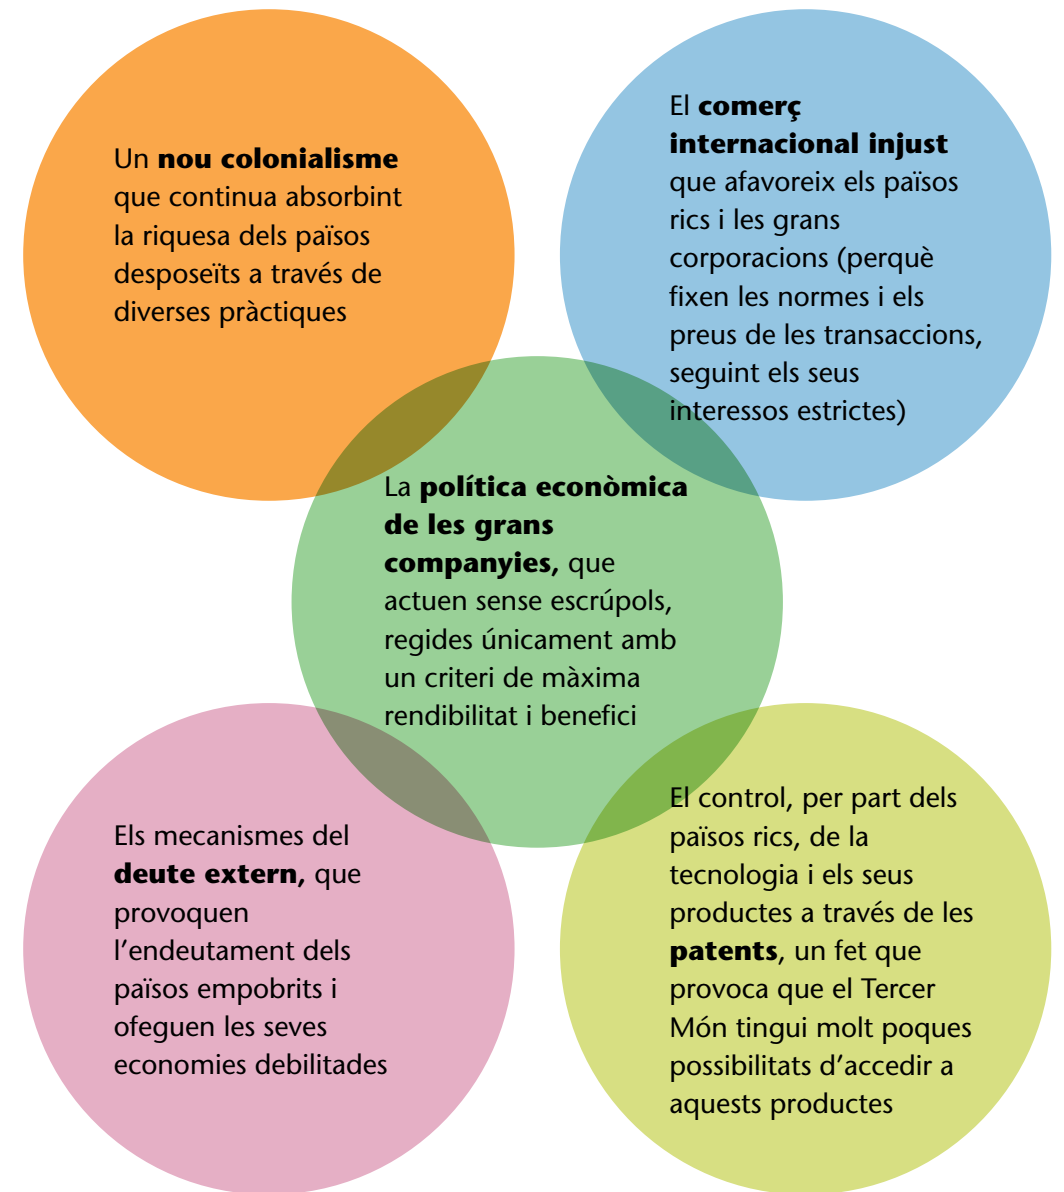 Un nou colonialisme
que continua absorbint
la riquesa dels països
desposeïts a través de
diverses pràctiques
El comerç
internacional injust
que afavoreix els països
rics i les grans
corporacions (perquè
fixen les normes i els
preus de les transaccions,
seguint els seus
interessos estrictes)
La política econòmica
de les grans
companyies, que
actuen sense escrúpols,
regides únicament amb
un criteri de màxima
rendibilitat i benefici
Els mecanismes del
deute extern, que
provoquen
l’endeutament dels
països empobrits i
ofeguen les seves
economies debilitades
El control, per part dels
països rics, de la
tecnologia i els seus
productes a través de les
patents, un fet que
provoca que el Tercer
Món tingui molt poques
possibilitats d’accedir a
aquests productes